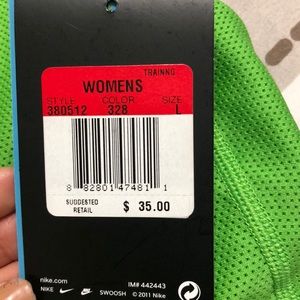 TRAINNG
WOMENS
STYLE COLOR SIZE
380512 328 L
8 82801 47481 1
SUGGESTED RETAIL $ 35.00
nike.com IM# 442443
NIKE SWOOSH © 2011 Nike